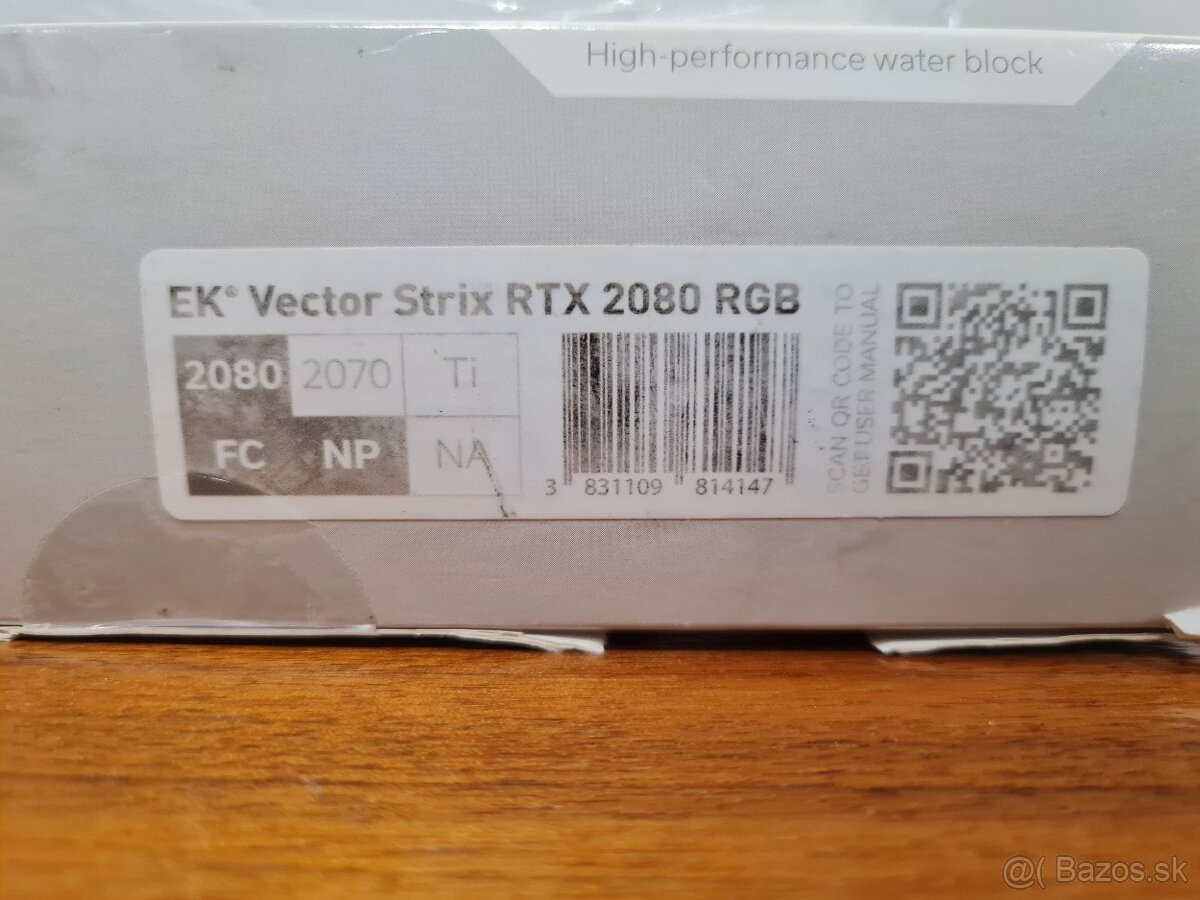 High-performance water block
EK® Vector Strix RTX 2080 RGB
2080 2070 Ti
FC NP NA
3 831109 814147
SCAN QR CODE TO
GET USER MANUAL
@( Bazos.sk